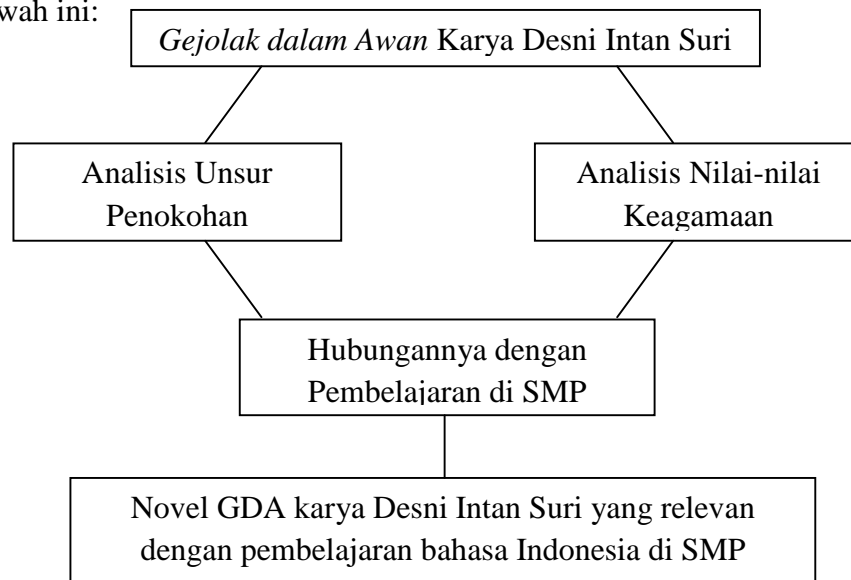 wah ini:
Gejolak dalam Awan Karya Desni Intan Suri
Analisis Unsur
Penokohan
Analisis Nilai-nilai
Keagamaan
Hubungannya dengan
Pembelajaran di SMP
Novel GDA karya Desni Intan Suri yang relevan
dengan pembelajaran bahasa Indonesia di SMP